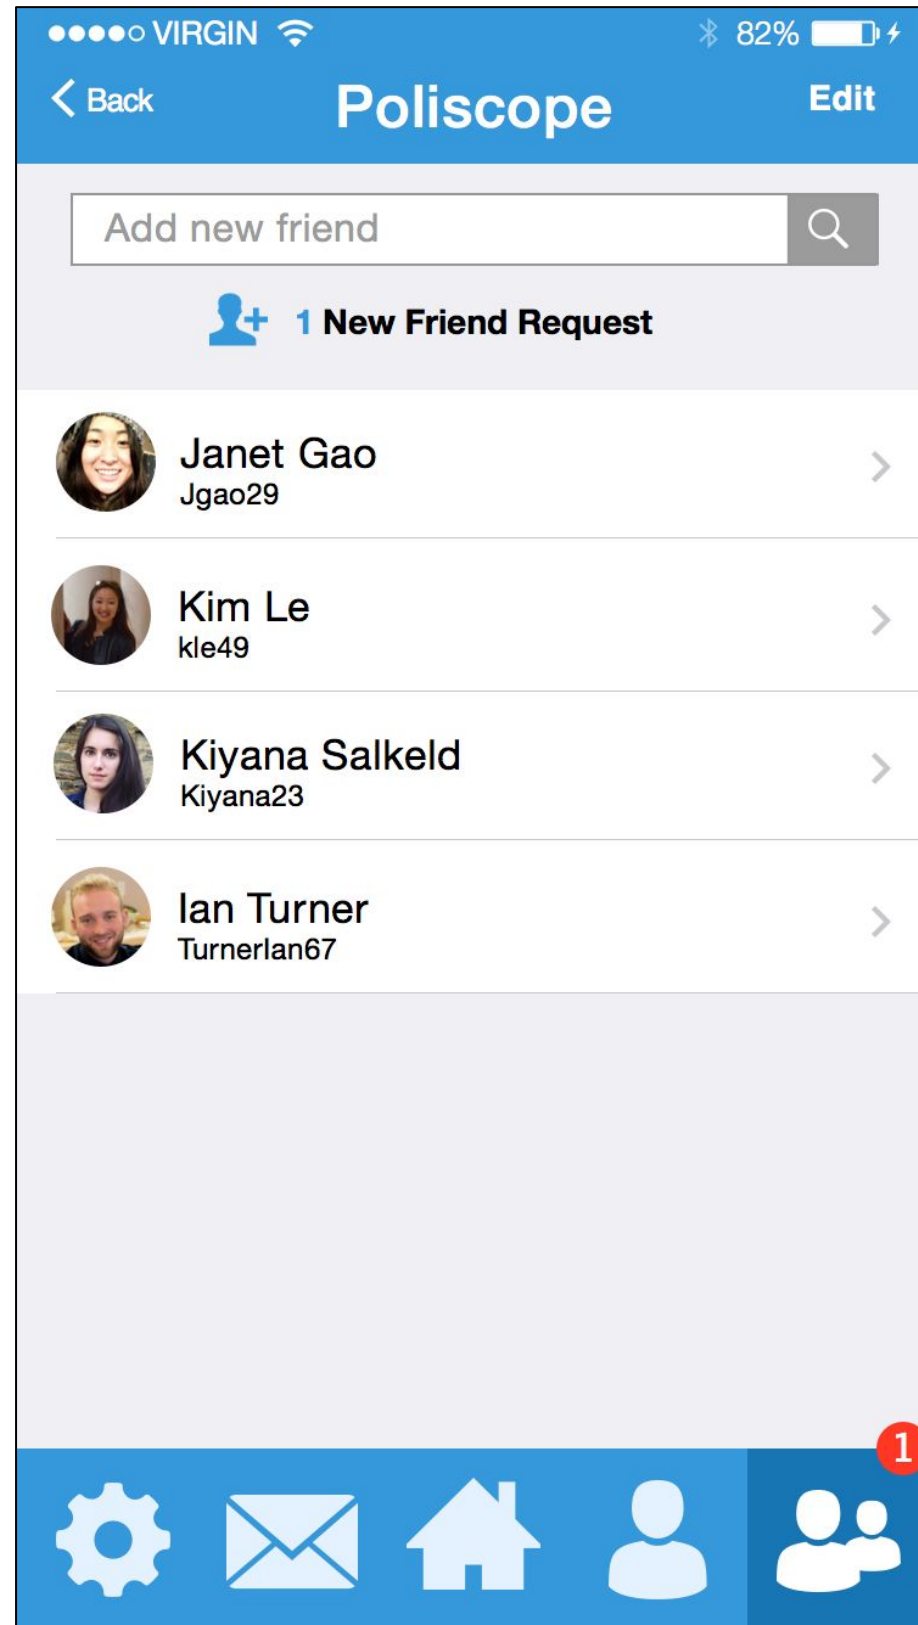 VIRGIN 82%
Back Poliscope Edit
Add new friend
1 New Friend Request
Janet Gao
Jgao29
Kim Le
kle49
Kiyana Salkeld
Kiyana23
Ian Turner
TurnerIan67
1